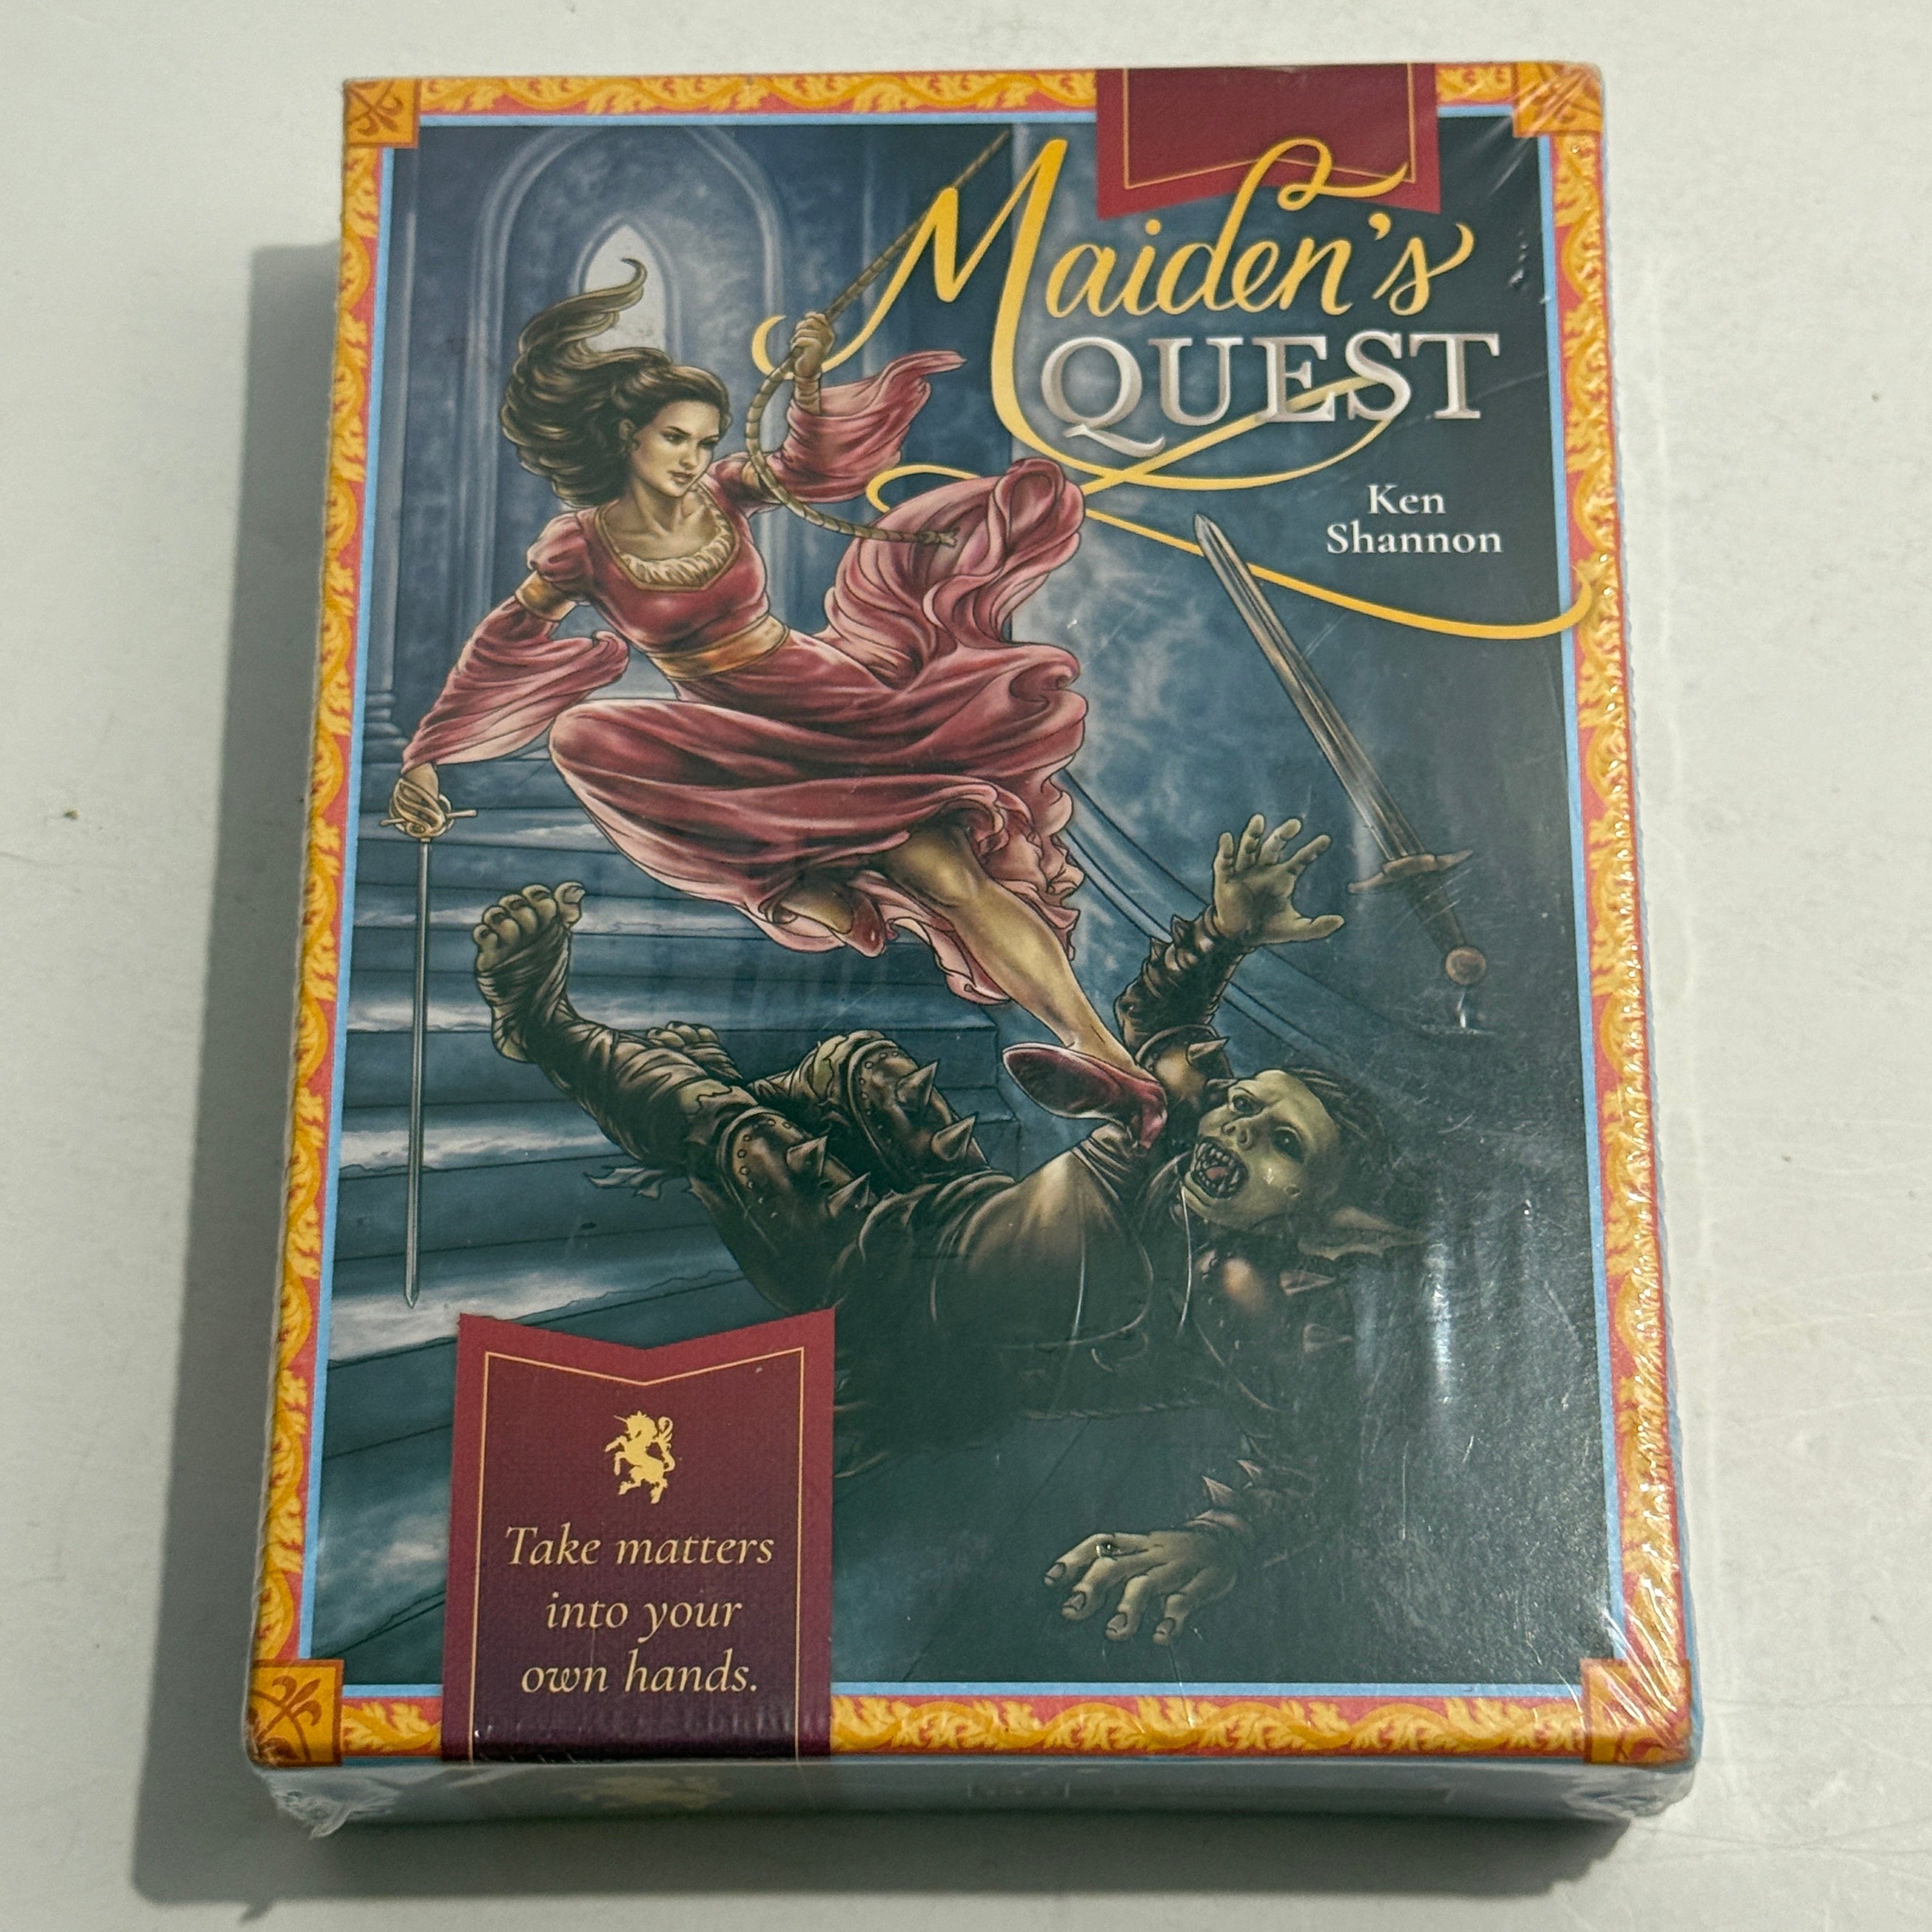 Maiden's
QUEST
Ken
Shannon
Take matters
into your
own hands.